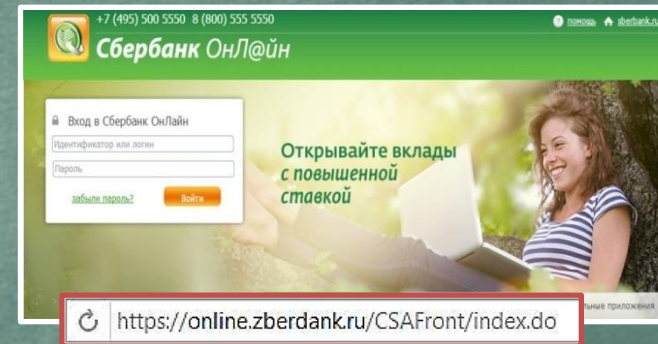 +7 (495) 500 5550 8 (800) 555 5550
помощь sberbank.ru
Сбербанк ОнЛ@йн
Вход в Сбербанк ОнЛайн
Идентификатор или логин
Пароль
забыли пароль?
Войти
Открывайте вклады
с повышенной
ставкой
приложения
https://online.zberdank.ru/CSAFront/index.do